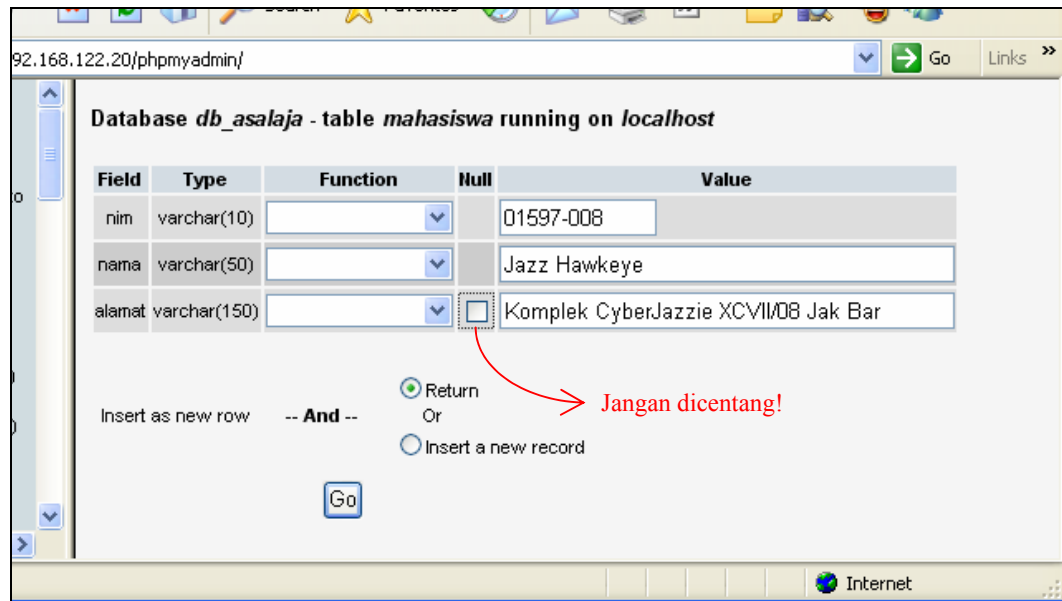 Favorites
92.168.122.20/phpmyadmin/ Go Links »
Database db_asalaja - table mahasiswa running on localhost
Field Type Function Null Value
nim varchar(10) 01597-008
nama varchar(50) Jazz Hawkeye
alamat varchar(150) Komplek CyberJazzie XCVII/08 Jak Bar
Return
Jangan dicentang!
Insert as new row -- And -- Or
Insert a new record
Go
Internet